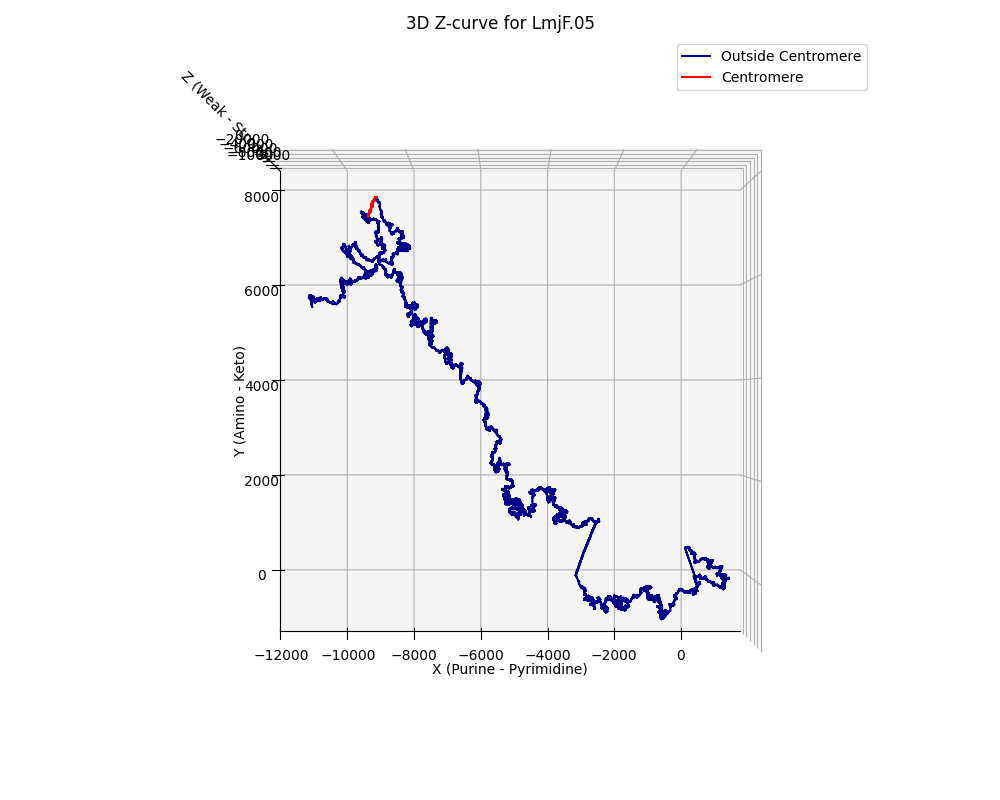 3D Z-curve for LmjF.05
Outside Centromere
Centromere
Z (Weak -
8000
6000
4000
2000
0
Y (Amino - Keto)
−12000 −10000 −8000 −6000 −4000 −2000 0
X (Purine - Pyrimidine)